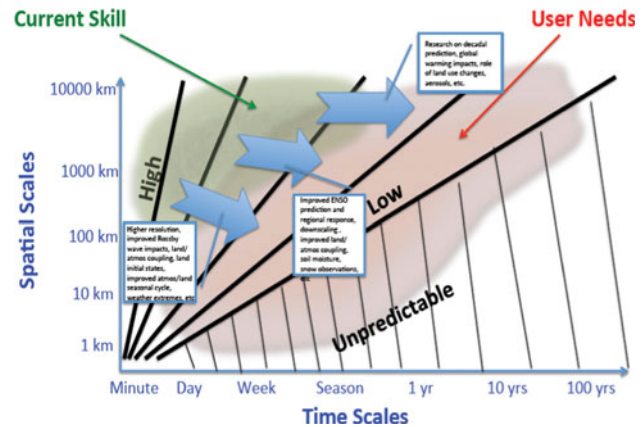 Current Skill
User Needs
Research on decadal
prediction, global
warming impacts, role
of land use changes,
aerosols, etc.
Spatial Scales
10000 km
1000 km
100 km
10 km
1 km
High
Low
Unpredictable
Higher resolution,
improved Rossby
wave impacts, land/
atmos coupling, land
initial states,
improved atmos/land
seasonal cycle,
weather extremes, etc
Improved ENSO
prediction and
regional response,
downscaling,
improved land/
atmos coupling,
soil moisture,
snow observations,
etc
Minute Day Week Season 1 yr 10 yrs 100 yrs
Time Scales